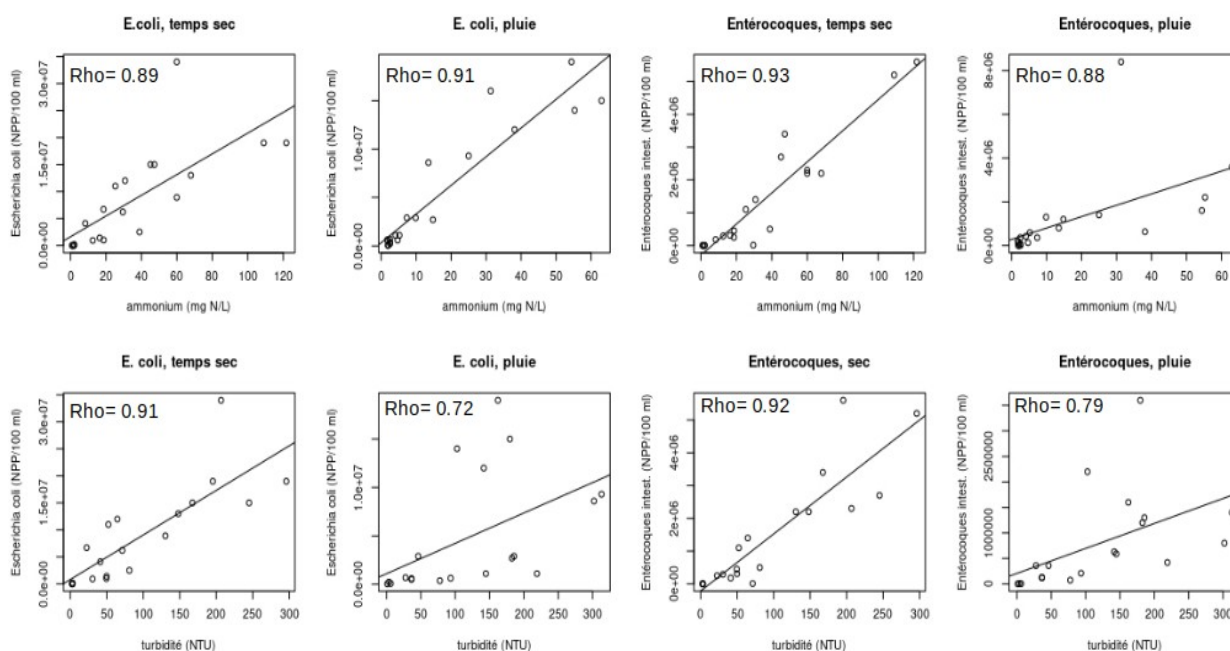 E.coli, temps sec
Rho= 0.89
Escherichia coli (NPP/100 ml)
0.0e+00 1.5e+07 3.0e+07
0 20 40 60 80 100 120
ammonium (mg N/L)
E. coli, pluie
Rho= 0.91
Escherichia coli (NPP/100 ml)
0.0e+00 1.0e+07
0 10 20 30 40 50 60
ammonium (mg N/L)
Entérocoques, temps sec
Rho= 0.93
Entérocoques intest. (NPP/100 ml)
0e+00 2e+06 4e+06
0 20 40 60 80 100 120
ammonium (mg N/L)
Entérocoques, pluie
Rho= 0.88
Entérocoques intest. (NPP/100 ml)
0e+00 4e+06 8e+06
0 10 20 30 40 50 60
ammonium (mg N/L)
E. coli, temps sec
Rho= 0.91
Escherichia coli (NPP/100 ml)
0.0e+00 1.5e+07 3.0e+07
0 50 100 150 200 250 300
turbidité (NTU)
E. coli, pluie
Rho= 0.72
Escherichia coli (NPP/100 ml)
0.0e+00 1.0e+07
0 50 100 150 200 250 300
turbidité (NTU)
Entérocoques, sec
Rho= 0.92
Entérocoques intest. (NPP/100 ml)
0e+00 2e+06 4e+06
0 50 100 150 200 250 300
turbidité (NTU)
Entérocoques, pluie
Rho= 0.79
Entérocoques intest. (NPP/100 ml)
0 1000000 2500000
0 50 100 150 200 250 300
turbidité (NTU)